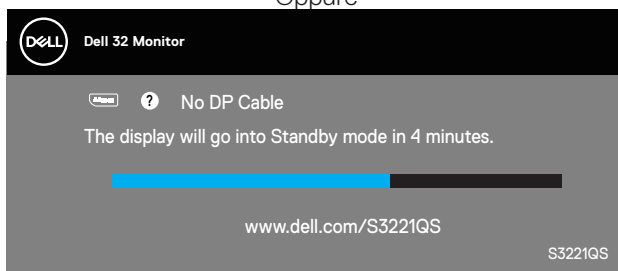 Oppure
DELL
Dell 32 Monitor
? No DP Cable
The display will go into Standby mode in 4 minutes.
www.dell.com/S3221QS
S3221QS